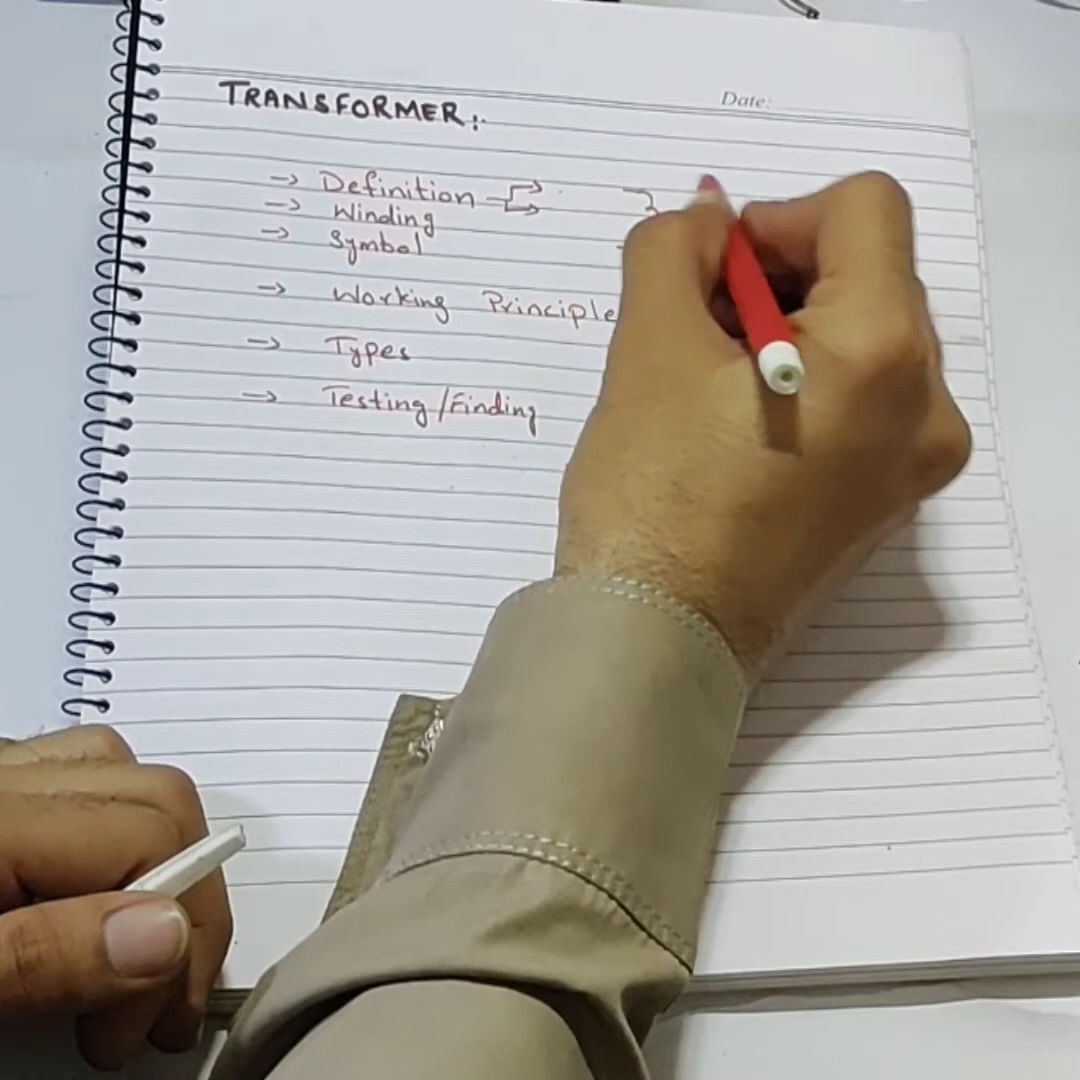 Date:
TRANSFORMER:
→ Definition
→ Winding
→ Symbol
→ Working Principle
→ Types
→ Testing/Finding